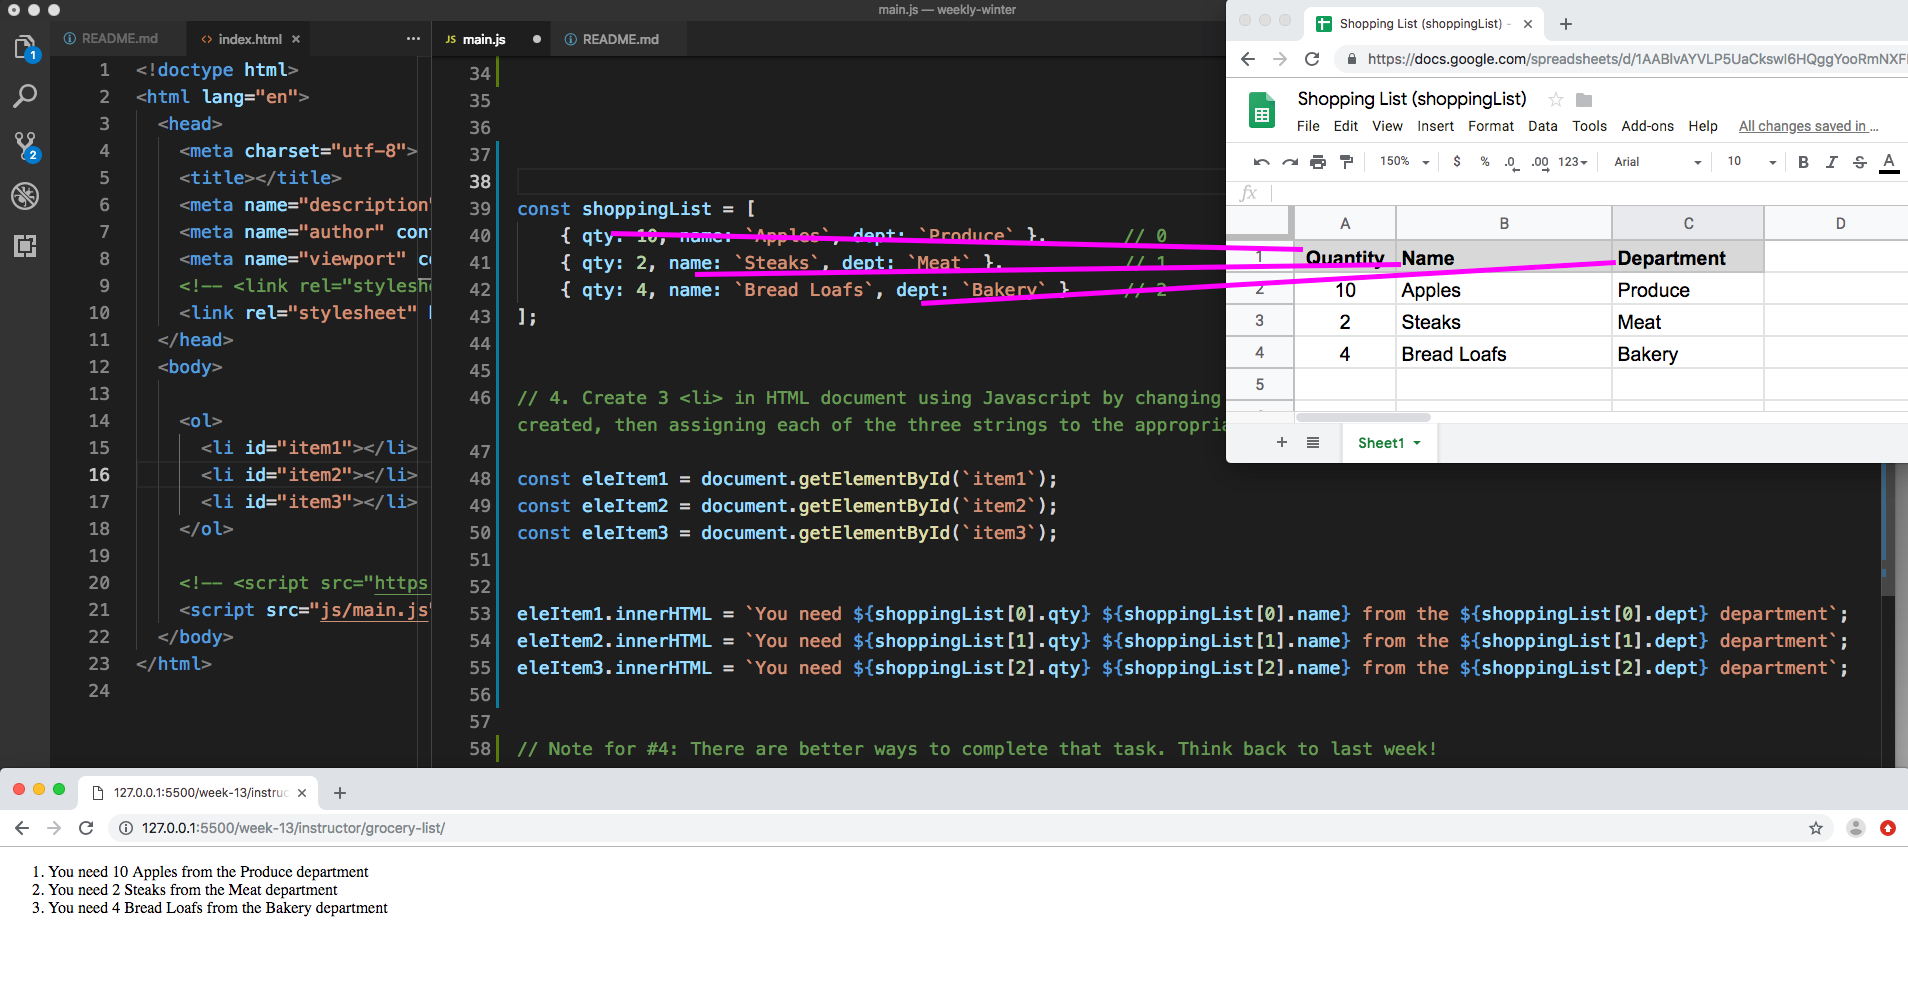 main.js — weekly-winter
README.md
index.html
JS main.js
README.md
1
2
2
1 <!doctype html>
2 <html lang="en">
3 <head>
4 <meta charset="utf-8">
5 <title></title>
6 <meta name="description"
7 <meta name="author" con
8 <meta name="viewport" c
9 <!-- <link rel="stylesh
10 <link rel="stylesheet"
11 </head>
12 <body>
13
14 <ol>
15 <li id="item1"></li>
16 <li id="item2"></li>
17 <li id="item3"></li>
18 </ol>
19
20 <!-- <script src="https
21 <script src="js/main.js
22 </body>
23 </html>
24
34
35
36
37
38
39 const shoppingList = [
40 { qty: 10, name: `Apples`, dept: `Produce` }, // 0
41 { qty: 2, name: `Steaks`, dept: `Meat` }, // 1
42 { qty: 4, name: `Bread Loafs`, dept: `Bakery` } // 2
43 ];
44
45
46 // 4. Create 3 <li> in HTML document using Javascript by changing
created, then assigning each of the three strings to the appropria
47
48 const eleItem1 = document.getElementById(`item1`);
49 const eleItem2 = document.getElementById(`item2`);
50 const eleItem3 = document.getElementById(`item3`);
51
52
53 eleItem1.innerHTML = `You need ${shoppingList[0].qty} ${shoppingList[0].name} from the ${shoppingList[0].dept} department`;
54 eleItem2.innerHTML = `You need ${shoppingList[1].qty} ${shoppingList[1].name} from the ${shoppingList[1].dept} department`;
55 eleItem3.innerHTML = `You need ${shoppingList[2].qty} ${shoppingList[2].name} from the ${shoppingList[2].dept} department`;
56
57
58 // Note for #4: There are better ways to complete that task. Think back to last week!
Shopping List (shoppingList) -
https://docs.google.com/spreadsheets/d/1AABlvAYVLP5UaCkswI6HQggYooRmNXF
Shopping List (shoppingList)
File Edit View Insert Format Data Tools Add-ons Help All changes saved in ...
150% $ % .0 .00 123 Arial 10 B I S A
fx
A B C D
1 Quantity Name Department
2 10 Apples Produce
3 2 Steaks Meat
4 4 Bread Loafs Bakery
5
Sheet1
127.0.0.1:5500/week-13/instruc
127.0.0.1:5500/week-13/instructor/grocery-list/
1. You need 10 Apples from the Produce department
2. You need 2 Steaks from the Meat department
3. You need 4 Bread Loafs from the Bakery department